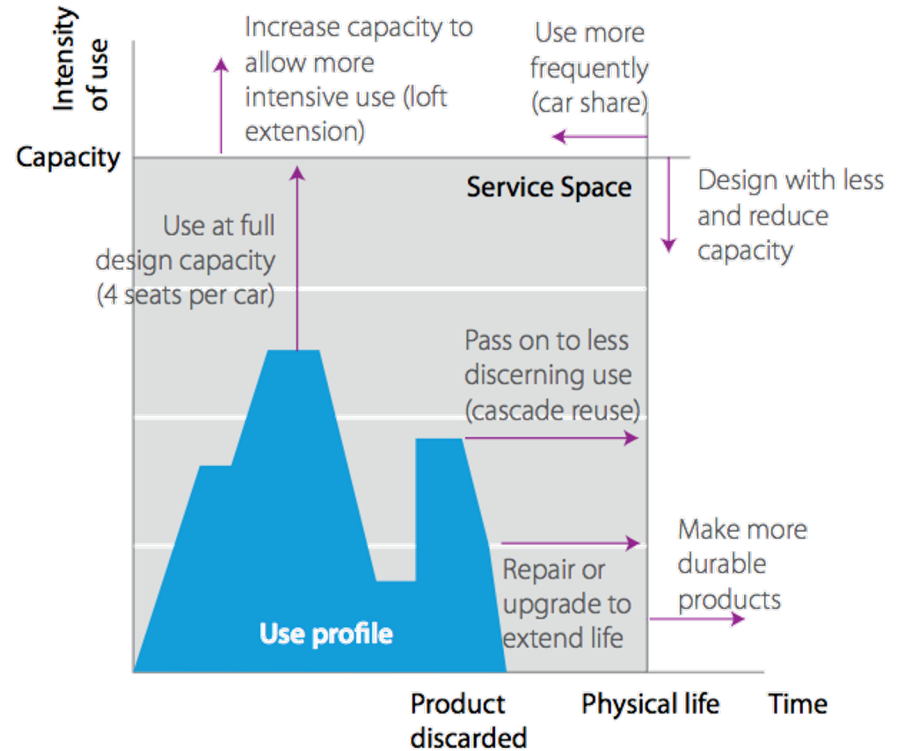 Intensity
of use
Increase capacity to
allow more
intensive use (loft
extension)
Use more
frequently
(car share)
Capacity
Service Space
Design with less
and reduce
capacity
Use at full
design capacity
(4 seats per car)
Pass on to less
discerning use
(cascade reuse)
Make more
durable
products
Repair or
upgrade to
extend life
Use profile
Product
discarded
Physical life
Time